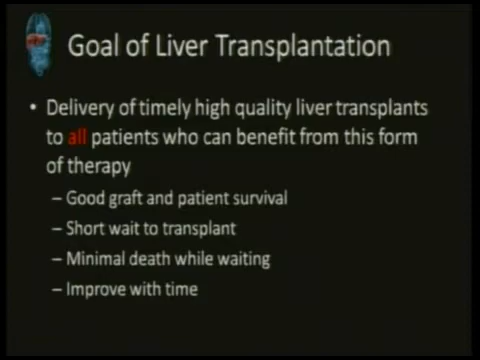 Goal of Liver Transplantation
• Delivery of timely high quality liver transplants
to all patients who can benefit from this form
of therapy
– Good graft and patient survival
– Short wait to transplant
– Minimal death while waiting
– Improve with time